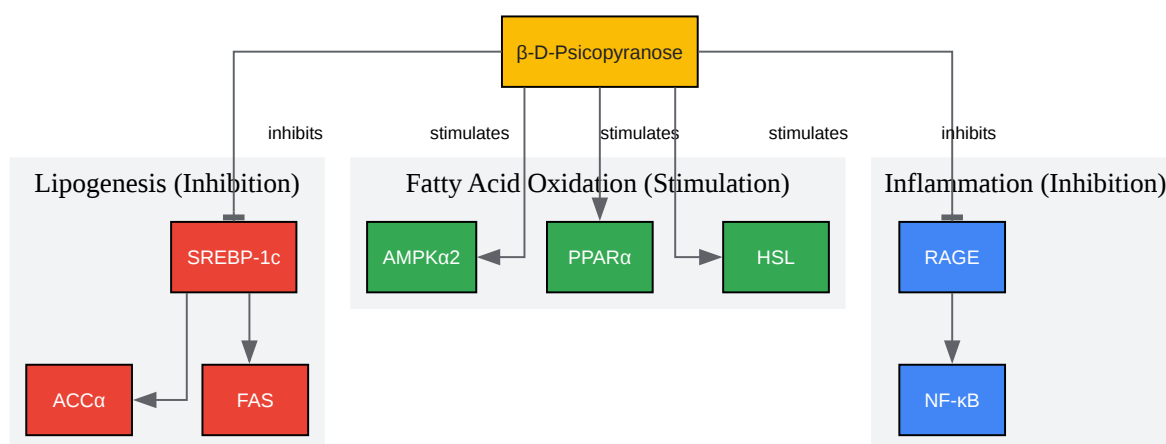 β-D-Psicopyranose
inhibits
stimulates
stimulates
stimulates
inhibits
Lipogenesis (Inhibition)
Fatty Acid Oxidation (Stimulation)
Inflammation (Inhibition)
SREBP-1c
AMPKα2
PPARα
HSL
RAGE
ACCα
FAS
NF-κB